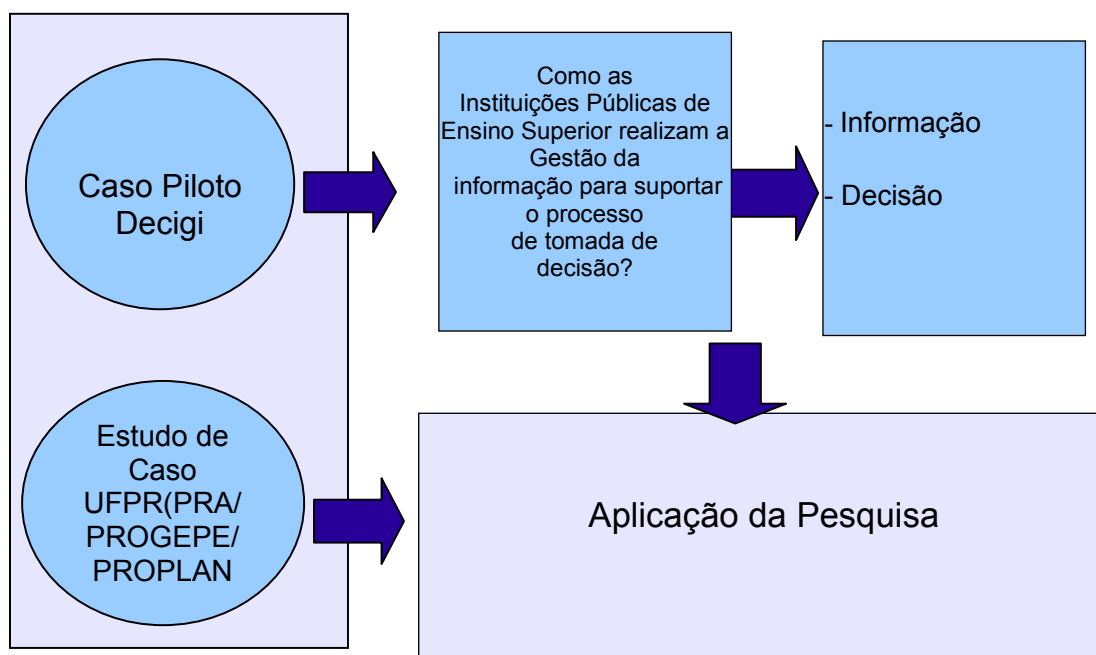 Caso Piloto
Decigi
Como as
Instituições Públicas de
Ensino Superior realizam a
Gestão da
informação para suportar
o processo
de tomada de
decisão?
- Informação
- Decisão
Estudo de
Caso
UFPR(PRA/
PROGEPE/
PROPLAN
Aplicação da Pesquisa